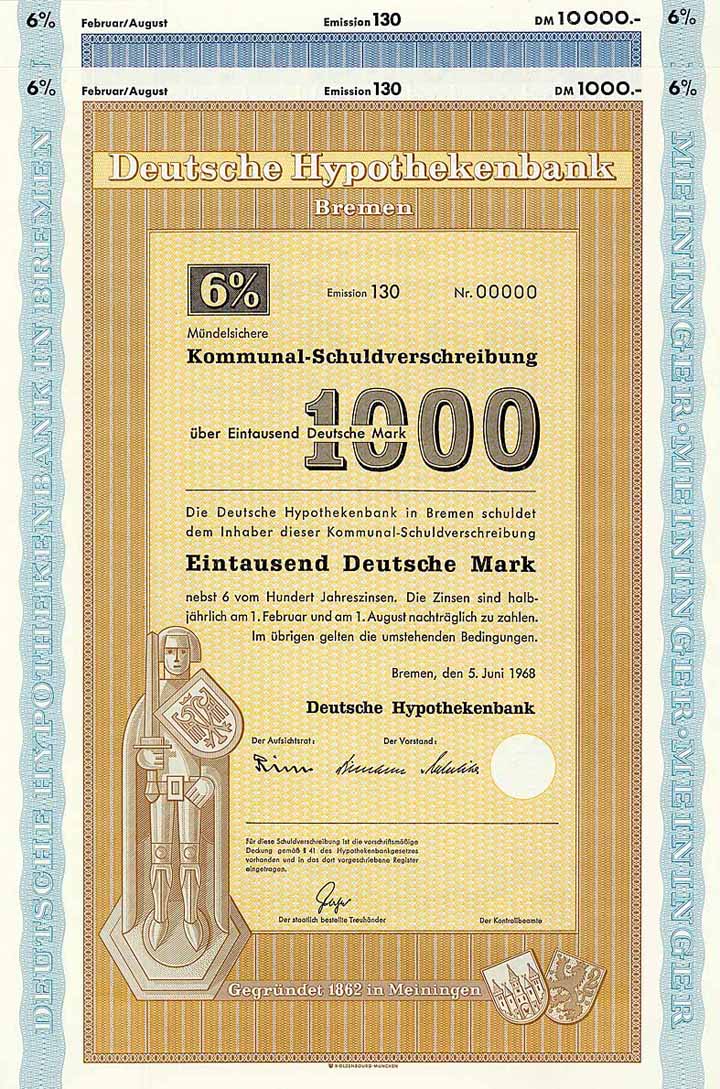 6% Februar/August Emission 130 DM 10000.- 6%
6% Februar/August Emission 130 DM 1000.- 6%
DEUTSCHE HYPOTHEKENBANK IN BREMEN
MEININGER·MEININGER·MEININGER
Deutsche Hypothekenbank
Bremen
6% Emission 130 Nr. 00000
Mündelsichere
Kommunal-Schuldverschreibung
1000
über Eintausend Deutsche Mark
Die Deutsche Hypothekenbank in Bremen schuldet
dem Inhaber dieser Kommunal-Schuldverschreibung
Eintausend Deutsche Mark
nebst 6 vom Hundert Jahreszinsen. Die Zinsen sind halb-
jährlich am 1. Februar und am 1. August nachträglich zu zahlen.
Im übrigen gelten die umstehenden Bedingungen.
Bremen, den 5. Juni 1968
Deutsche Hypothekenbank
Der Aufsichtsrat: Der Vorstand:
Für diese Schuldverschreibung ist die vorschriftsmäßige
Deckung gemäß § 41 des Hypothekenbankgesetzes
vorhanden und in das dort vorgeschriebene Register
eingetragen.
Der staatlich bestellte Treuhänder Der Kontrollbeamte
Gegründet 1862 in Meiningen
R·OLDENBOURG·MÜNCHEN